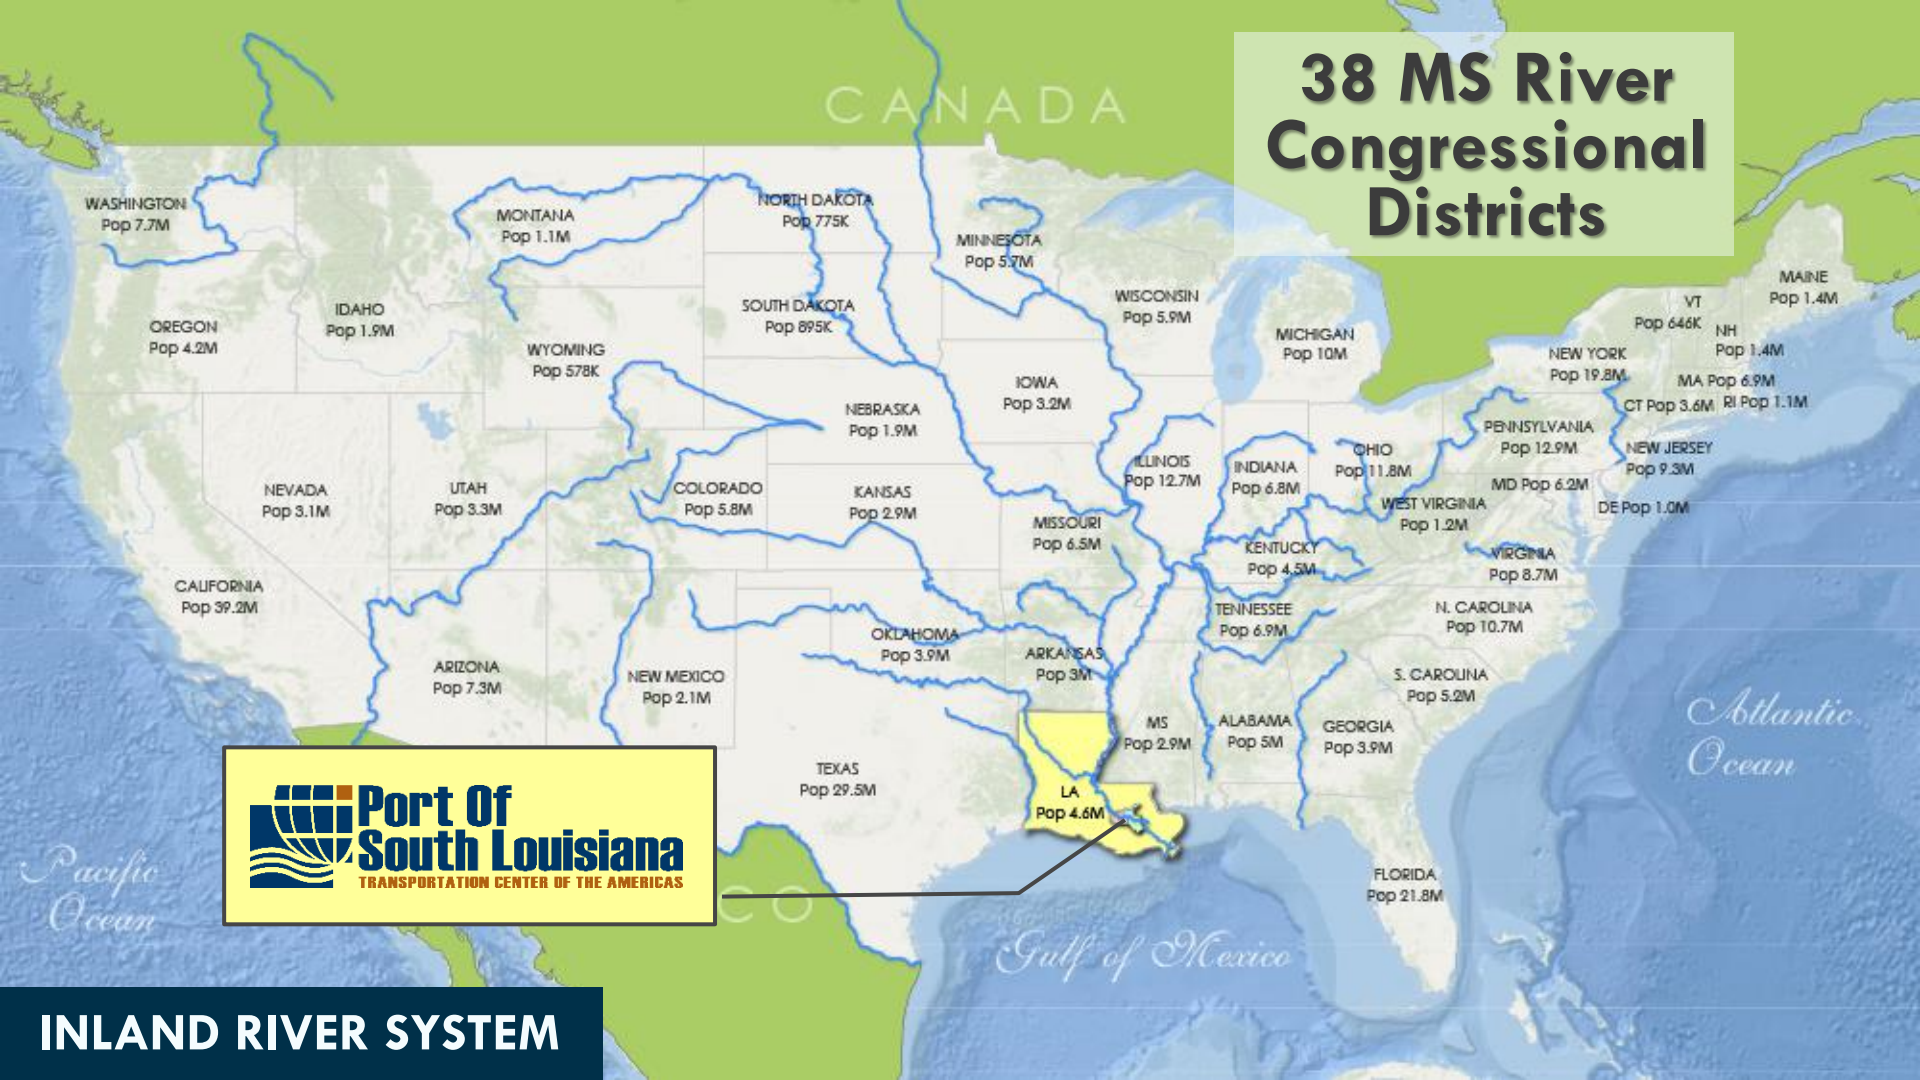 38 MS River
Congressional
Districts
CANADA
WASHINGTON
Pop 7.7M
MONTANA
Pop 1.1M
NORTH DAKOTA
Pop 775K
MINNESOTA
Pop 5.7M
OREGON
Pop 4.2M
IDAHO
Pop 1.9M
WYOMING
Pop 578K
SOUTH DAKOTA
Pop 895K
WISCONSIN
Pop 5.9M
MICHIGAN
Pop 10M
MAINE
Pop 1.4M
VT
Pop 646K
NH
Pop 1.4M
NEW YORK
Pop 19.8M
MA Pop 6.9M
CT Pop 3.6M
RI Pop 1.1M
IOWA
Pop 3.2M
NEBRASKA
Pop 1.9M
PENNSYLVANIA
Pop 12.9M
NEW JERSEY
Pop 9.3M
NEVADA
Pop 3.1M
UTAH
Pop 3.3M
COLORADO
Pop 5.8M
KANSAS
Pop 2.9M
ILLINOIS
Pop 12.7M
INDIANA
Pop 6.8M
OHIO
Pop 11.8M
MD Pop 6.2M
DE Pop 1.0M
WEST VIRGINIA
Pop 1.2M
MISSOURI
Pop 6.5M
KENTUCKY
Pop 4.5M
VIRGINIA
Pop 8.7M
CALIFORNIA
Pop 39.2M
TENNESSEE
Pop 6.9M
N. CAROLINA
Pop 10.7M
OKLAHOMA
Pop 3.9M
ARKANSAS
Pop 3M
ARIZONA
Pop 7.3M
NEW MEXICO
Pop 2.1M
S. CAROLINA
Pop 5.2M
MS
Pop 2.9M
ALABAMA
Pop 5M
GEORGIA
Pop 3.9M
TEXAS
Pop 29.5M
LA
Pop 4.6M
Atlantic
Ocean
Port Of
South Louisiana
TRANSPORTATION CENTER OF THE AMERICAS
CO
Pacific
Ocean
FLORIDA
Pop 21.8M
Gulf of Mexico
INLAND RIVER SYSTEM